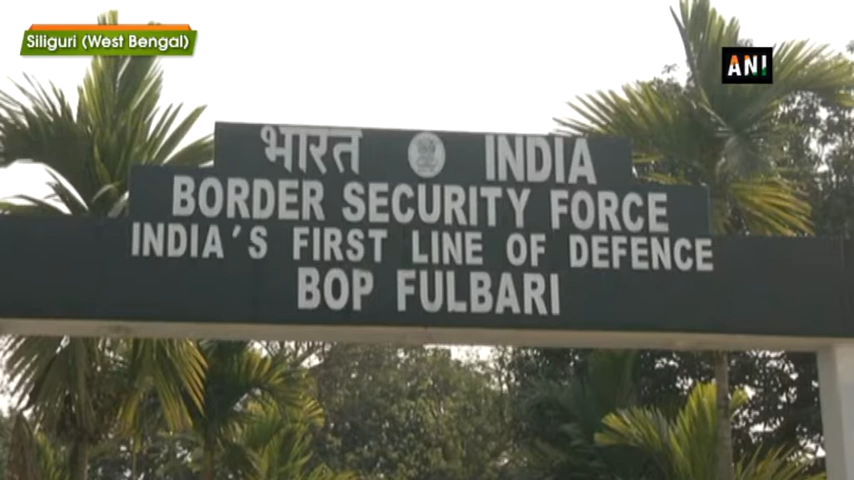 Siliguri (West Bengal)
ANI
भारत INDIA
BORDER SECURITY FORCE
INDIA'S FIRST LINE OF DEFENCE
BOP FULBARI